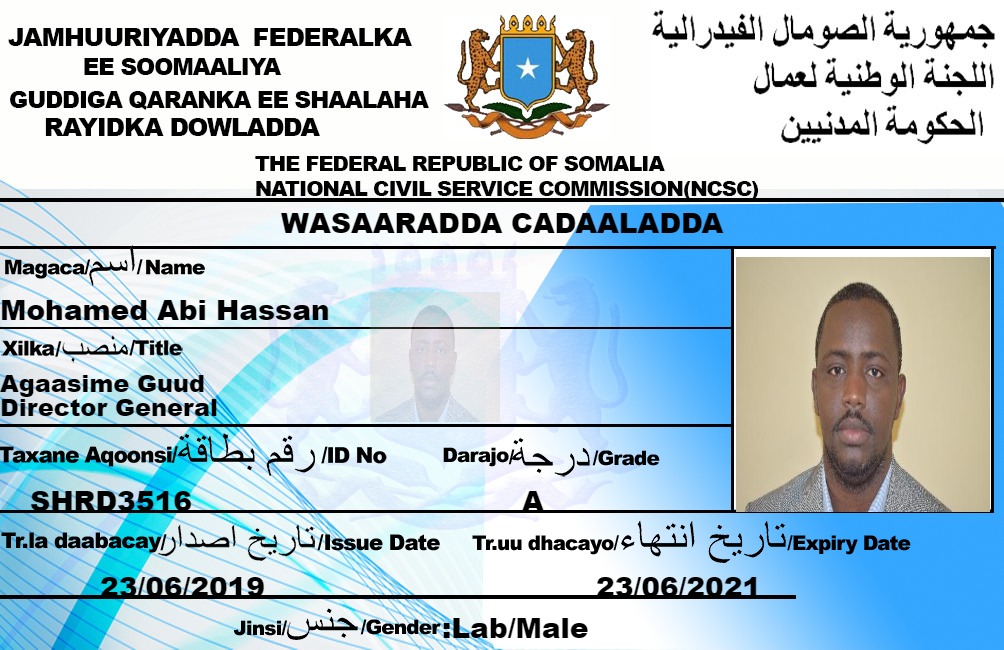 JAMHUURIYADDA FEDERALKA
EE SOOMAALIYA
GUDDIGA QARANKA EE SHAALAHA
RAYIDKA DOWLADDA
جمهورية الصومال الفيدرالية
اللجنة الوطنية لعمال
الحكومة المدنيين
THE FEDERAL REPUBLIC OF SOMALIA
NATIONAL CIVIL SERVICE COMMISSION(NCSC)
WASAARADDA CADAALADDA
Magaca/اسم/Name
Mohamed Abi Hassan
Xilka/منصب/Title
Agaasime Guud
Director General
Taxane Aqoonsi/رقم بطاقة/ID No
SHRD3516
Darajo/درجة/Grade
A
Tr.la daabacay/تاريخ اصدار/Issue Date
23/06/2019
Tr.uu dhacayo/تاريخ انتهاء/Expiry Date
23/06/2021
Jinsi/جنس/Gender:Lab/Male